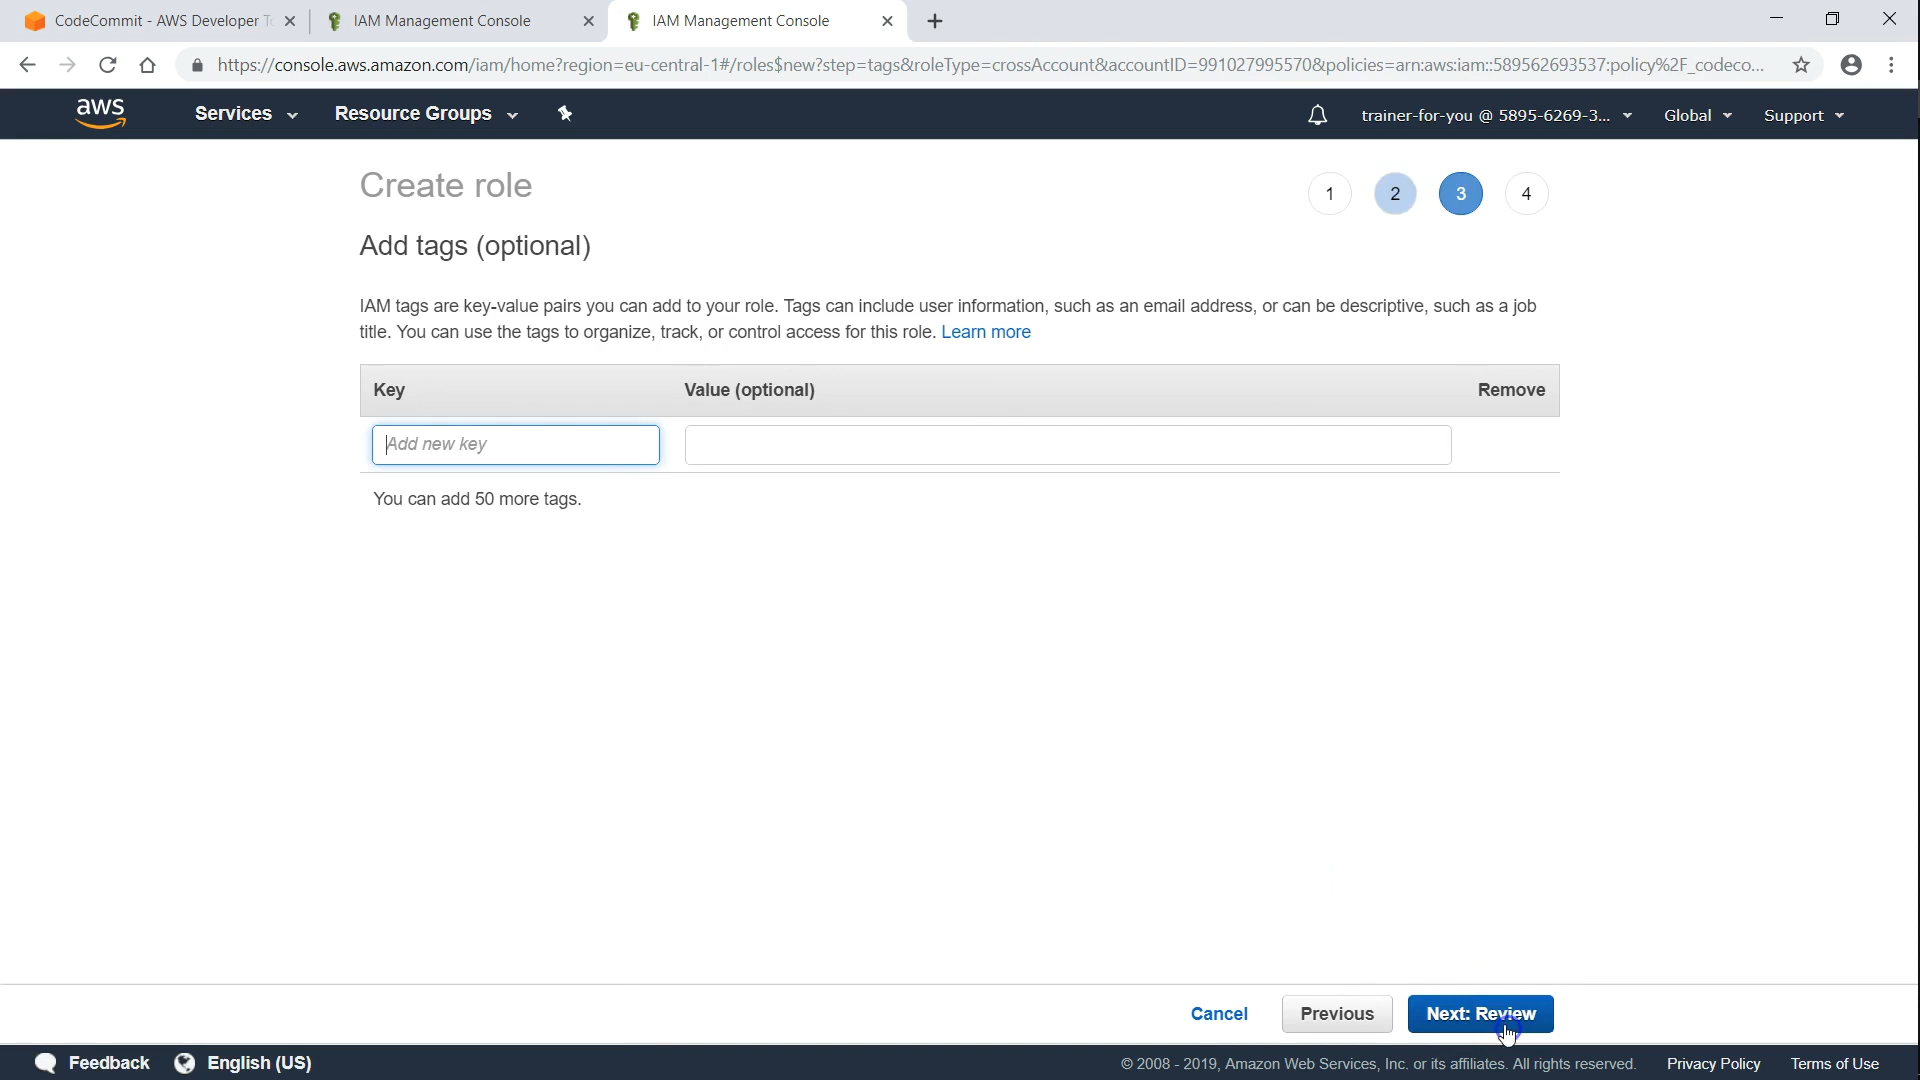 CodeCommit - AWS Developer
IAM Management Console
IAM Management Console
https://console.aws.amazon.com/iam/home?region=eu-central-1#/roles$new?step=tags&roleType=crossAccount&accountID=991027995570&policies=arn:aws:iam::589562693537:policy%2F_codeco...
aws
Services
Resource Groups
trainer-for-you @ 5895-6269-3...
Global
Support
Create role
1
2
3
4
Add tags (optional)
IAM tags are key-value pairs you can add to your role. Tags can include user information, such as an email address, or can be descriptive, such as a job
title. You can use the tags to organize, track, or control access for this role. Learn more
Key
Value (optional)
Remove
Add new key
You can add 50 more tags.
Cancel
Previous
Next: Review
Feedback
English (US)
© 2008 - 2019, Amazon Web Services, Inc. or its affiliates. All rights reserved.
Privacy Policy
Terms of Use